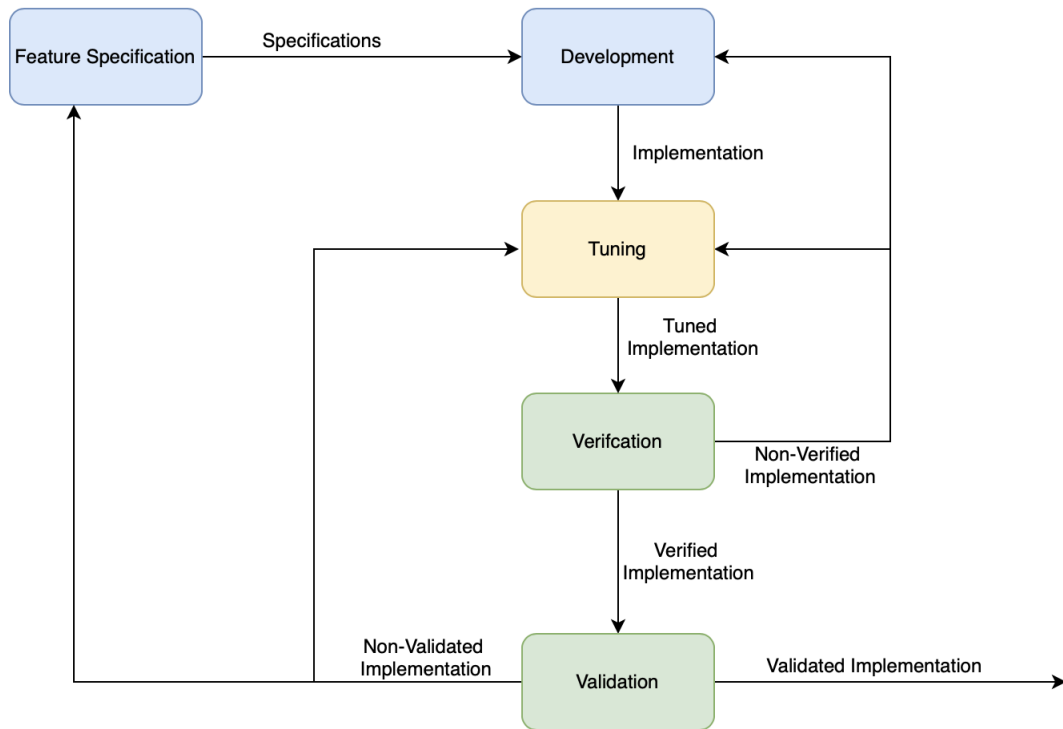 Specifications
Feature Specification
Development
Implementation
Tuning
Tuned
Implementation
Verifcation
Non-Verified
Implementation
Verified
Implementation
Non-Validated
Implementation
Validation
Validated Implementation